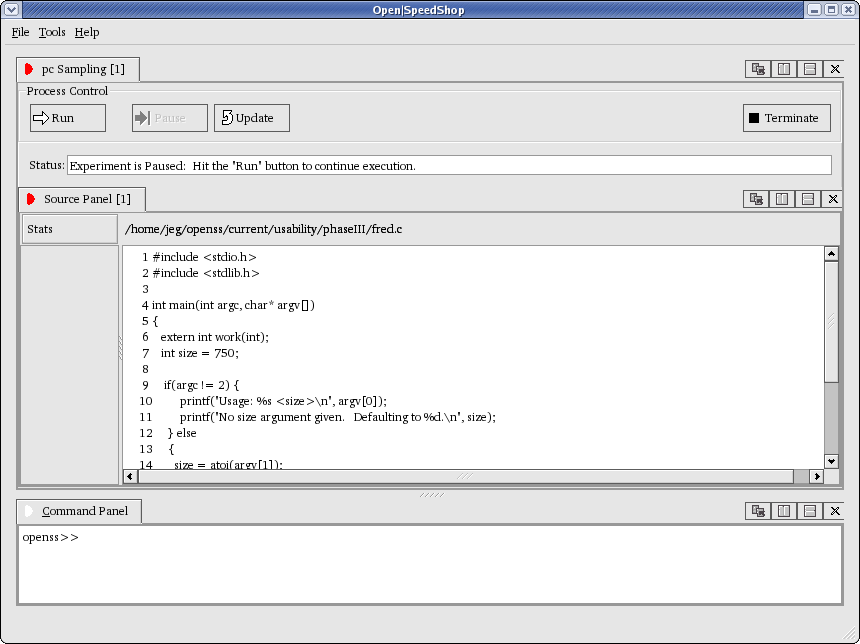 Open|SpeedShop
File Tools Help
pc Sampling [1]
Process Control
Run Pause Update Terminate
Status: Experiment is Paused: Hit the "Run" button to continue execution.
Source Panel [1]
Stats /home/jeg/openss/current/usability/phaseIII/fred.c
1 #include <stdio.h>
2 #include <stdlib.h>
3
4 int main(int argc, char* argv[])
5 {
6 extern int work(int);
7 int size = 750;
8
9 if(argc != 2) {
10 printf("Usage: %s <size>\n", argv[0]);
11 printf("No size argument given. Defaulting to %d.\n", size);
12 } else
13 {
14 size = atoi(argv[1]);
Command Panel
openss>>